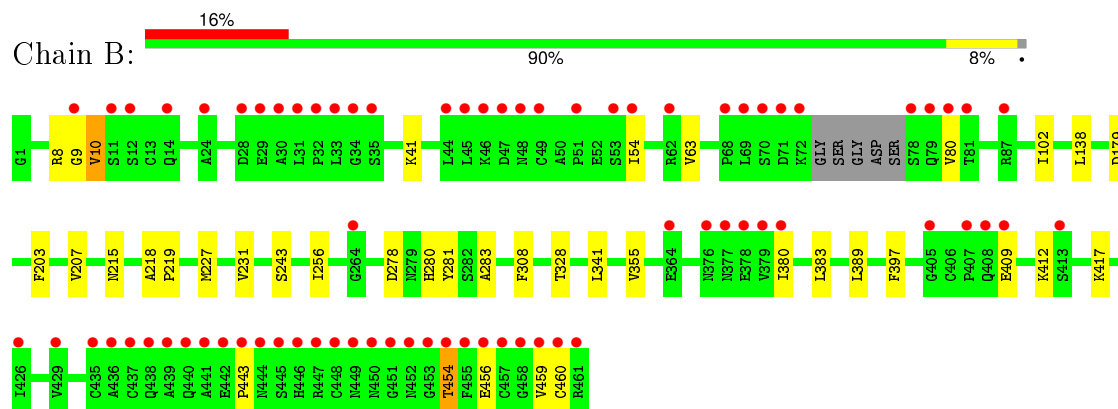 16%
Chain B:
90% 8% •
G1 R8 G9 V10 S11 S12 C13 Q14 A24 D28 E29 A30 L31 P32 L33 G34 S35 K41 L44 L45 K46 D47 N48 C49 A50 P51 E52 S53 I54 R62 V63 P68 L69 S70 D71 K72 GLY SER GLY ASP SER S78 Q79 V80 T81 R87 I102 L138 D179
F203 V207 N215 A218 P219 M227 V231 S243 I256 G264 D278 N279 H280 Y281 S282 A283 F308 T328 L341 V355 E364 N376 N377 E378 V379 I380 L383 L389 F397 G405 C406 P407 Q408 E409 K412 S413 K417
I426 V429 C435 A436 C437 Q438 A439 Q440 A441 E442 P443 N444 S445 H446 R447 C448 N449 N450 G451 N452 G453 T454 F455 E456 C457 G458 V459 C460 R461